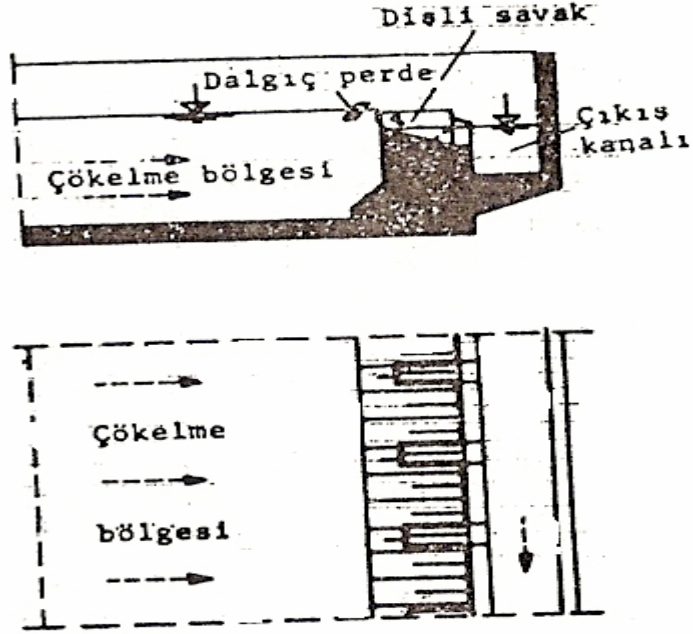 Dişli savak
Dalgıç perde
Çıkış
kanalı
Çökelme bölgesi
Çökelme
bölgesi